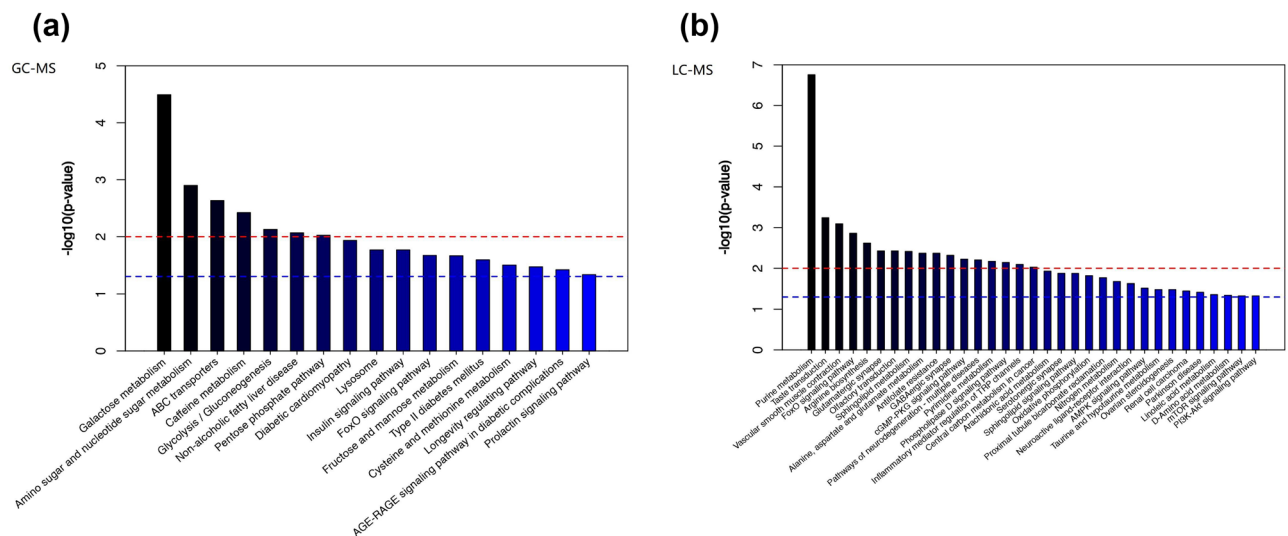 (a)
GC-MS
-log10(p-value)
5
4
3
2
1
0
Galactose metabolism
Amino sugar and nucleotide sugar metabolism
ABC transporters
Caffeine metabolism
Glycolysis / Gluconeogenesis
Non-alcoholic fatty liver disease
Pentose phosphate pathway
Diabetic cardiomyopathy
Lysosome
Insulin signaling pathway
FoxO signaling pathway
Fructose and mannose metabolism
Type II diabetes mellitus
Cysteine and methionine metabolism
Longevity regulating pathway
AGE-RAGE signaling pathway in diabetic complications
Prolactin signaling pathway
(b)
LC-MS
-log10(p-value)
7
6
5
4
3
2
1
0
Purine metabolism
Taste transduction
Vascular smooth muscle contraction
FoxO signaling pathway
Arginine biosynthesis
Glutamatergic synapse
Olfactory transduction
Sphingolipid metabolism
Alanine, aspartate and glutamate metabolism
Antifolate resistance
GABAergic synapse
cGMP-PKG signaling pathway
Pathways of neurodegeneration - multiple diseases
Pyrimidine metabolism
Phospholipase D signaling pathway
Inflammatory mediator regulation of TRP channels
Central carbon metabolism in cancer
Arachidonic acid metabolism
Serotonergic synapse
Sphingolipid signaling pathway
Oxidative phosphorylation
Proximal tubule bicarbonate reclamation
Nitrogen metabolism
Neuroactive ligand-receptor interaction
AMPK signaling pathway
Taurine and hypotaurine metabolism
Ovarian steroidogenesis
Renal cell carcinoma
Parkinson disease
Linoleic acid metabolism
D-Amino acid metabolism
mTOR signaling pathway
PI3K-Akt signaling pathway